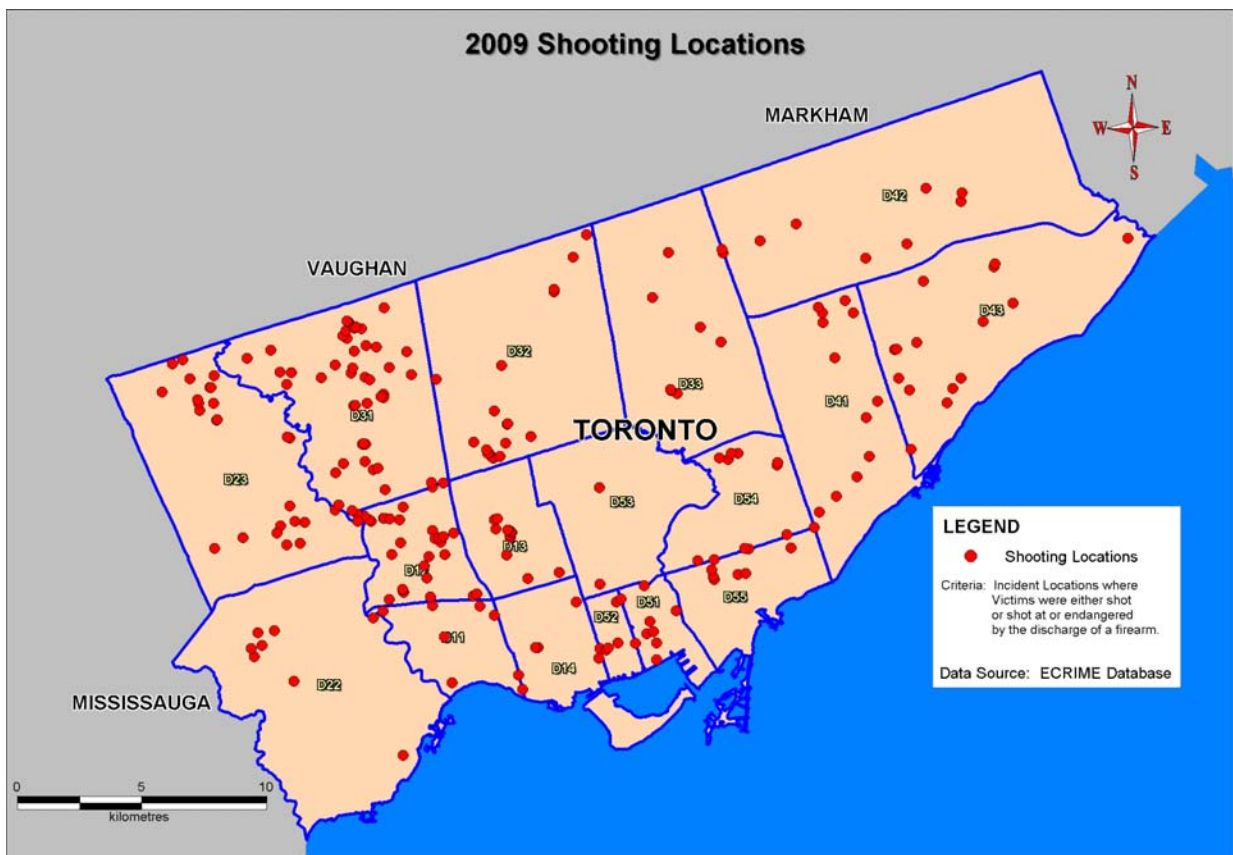 2009 Shooting Locations
MARKHAM
N
W E
S
D42
VAUGHAN
D43
D32
D33
D31
D41
TORONTO
D23
D53
D54
D13
D55
D51
D52
D11
D14
D22
MISSISSAUGA
LEGEND
Shooting Locations
Criteria: Incident Locations where
Victims were either shot
or shot at or endangered
by the discharge of a firearm.
Data Source: ECRIME Database
0 5 10
kilometres